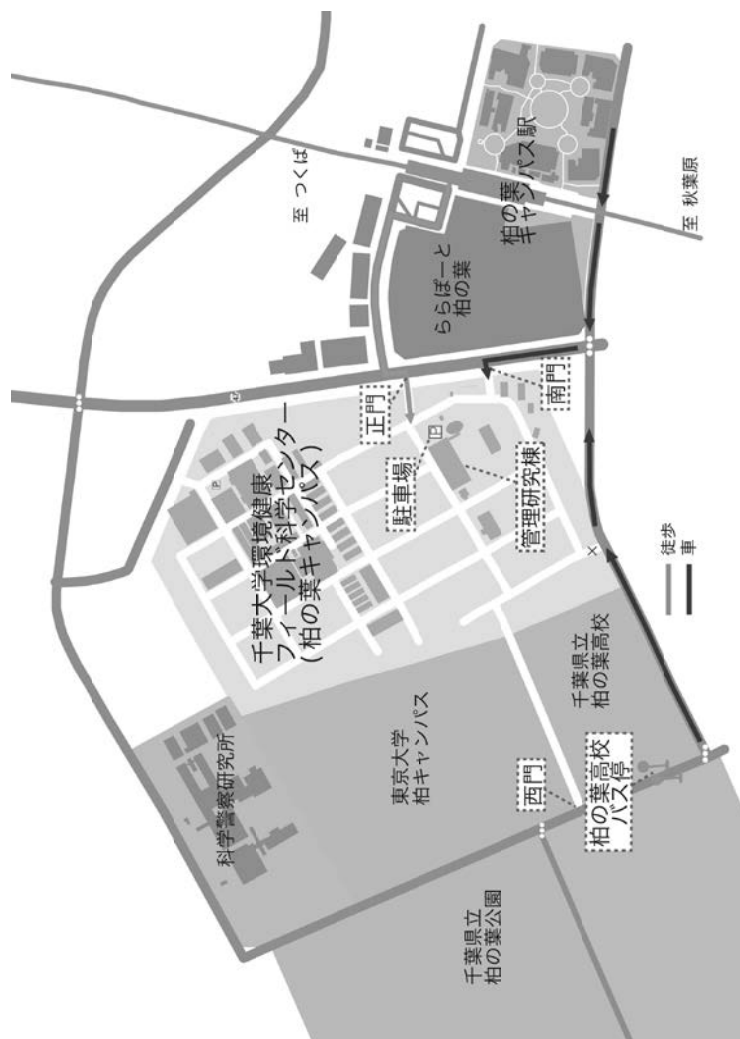 至 つくば
柏の葉
キャンパス駅
至 秋葉原
ららぽーと
柏の葉
正門
南門
駐車場
P
管理研究棟
P
千葉大学環境健康
フィールド科学センター
(柏の葉キャンパス)
徒歩
車
千葉県立
柏の葉高校
東京大学
柏キャンパス
科学警察研究所
西門
柏の葉高校
バス停
千葉県立
柏の葉公園